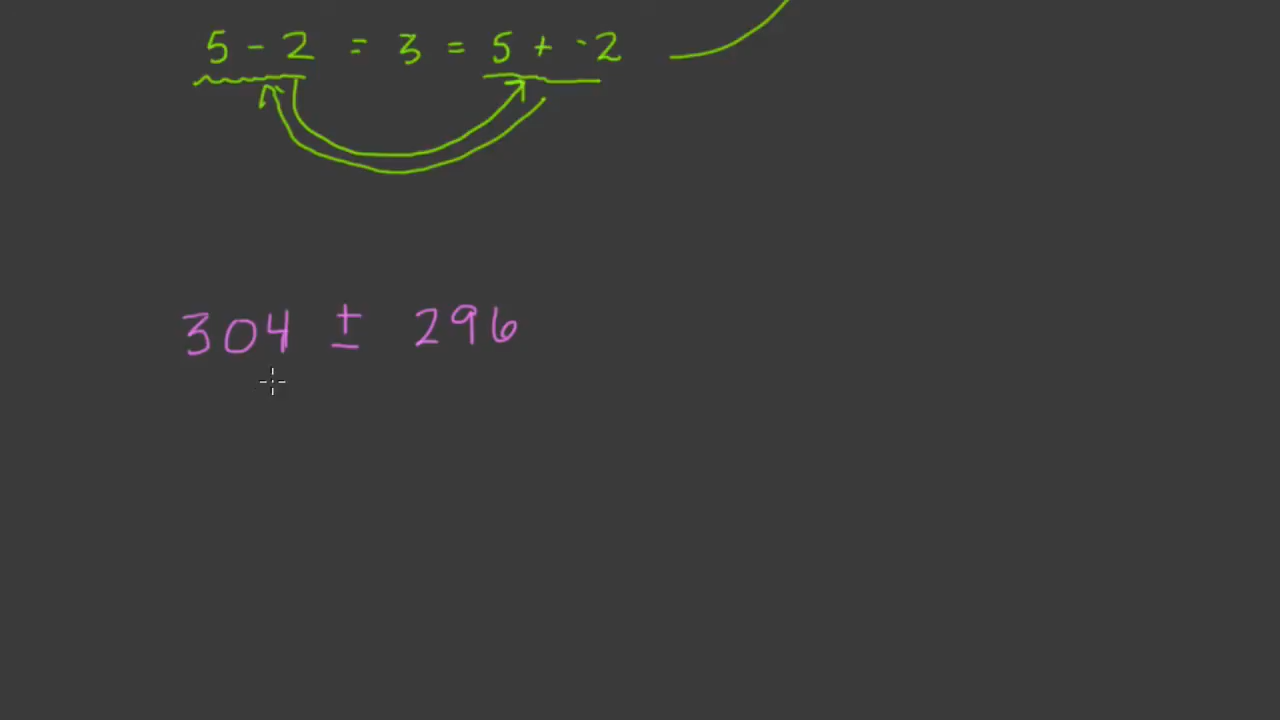 5 - 2 = 3 = 5 + -2
304 ± 296